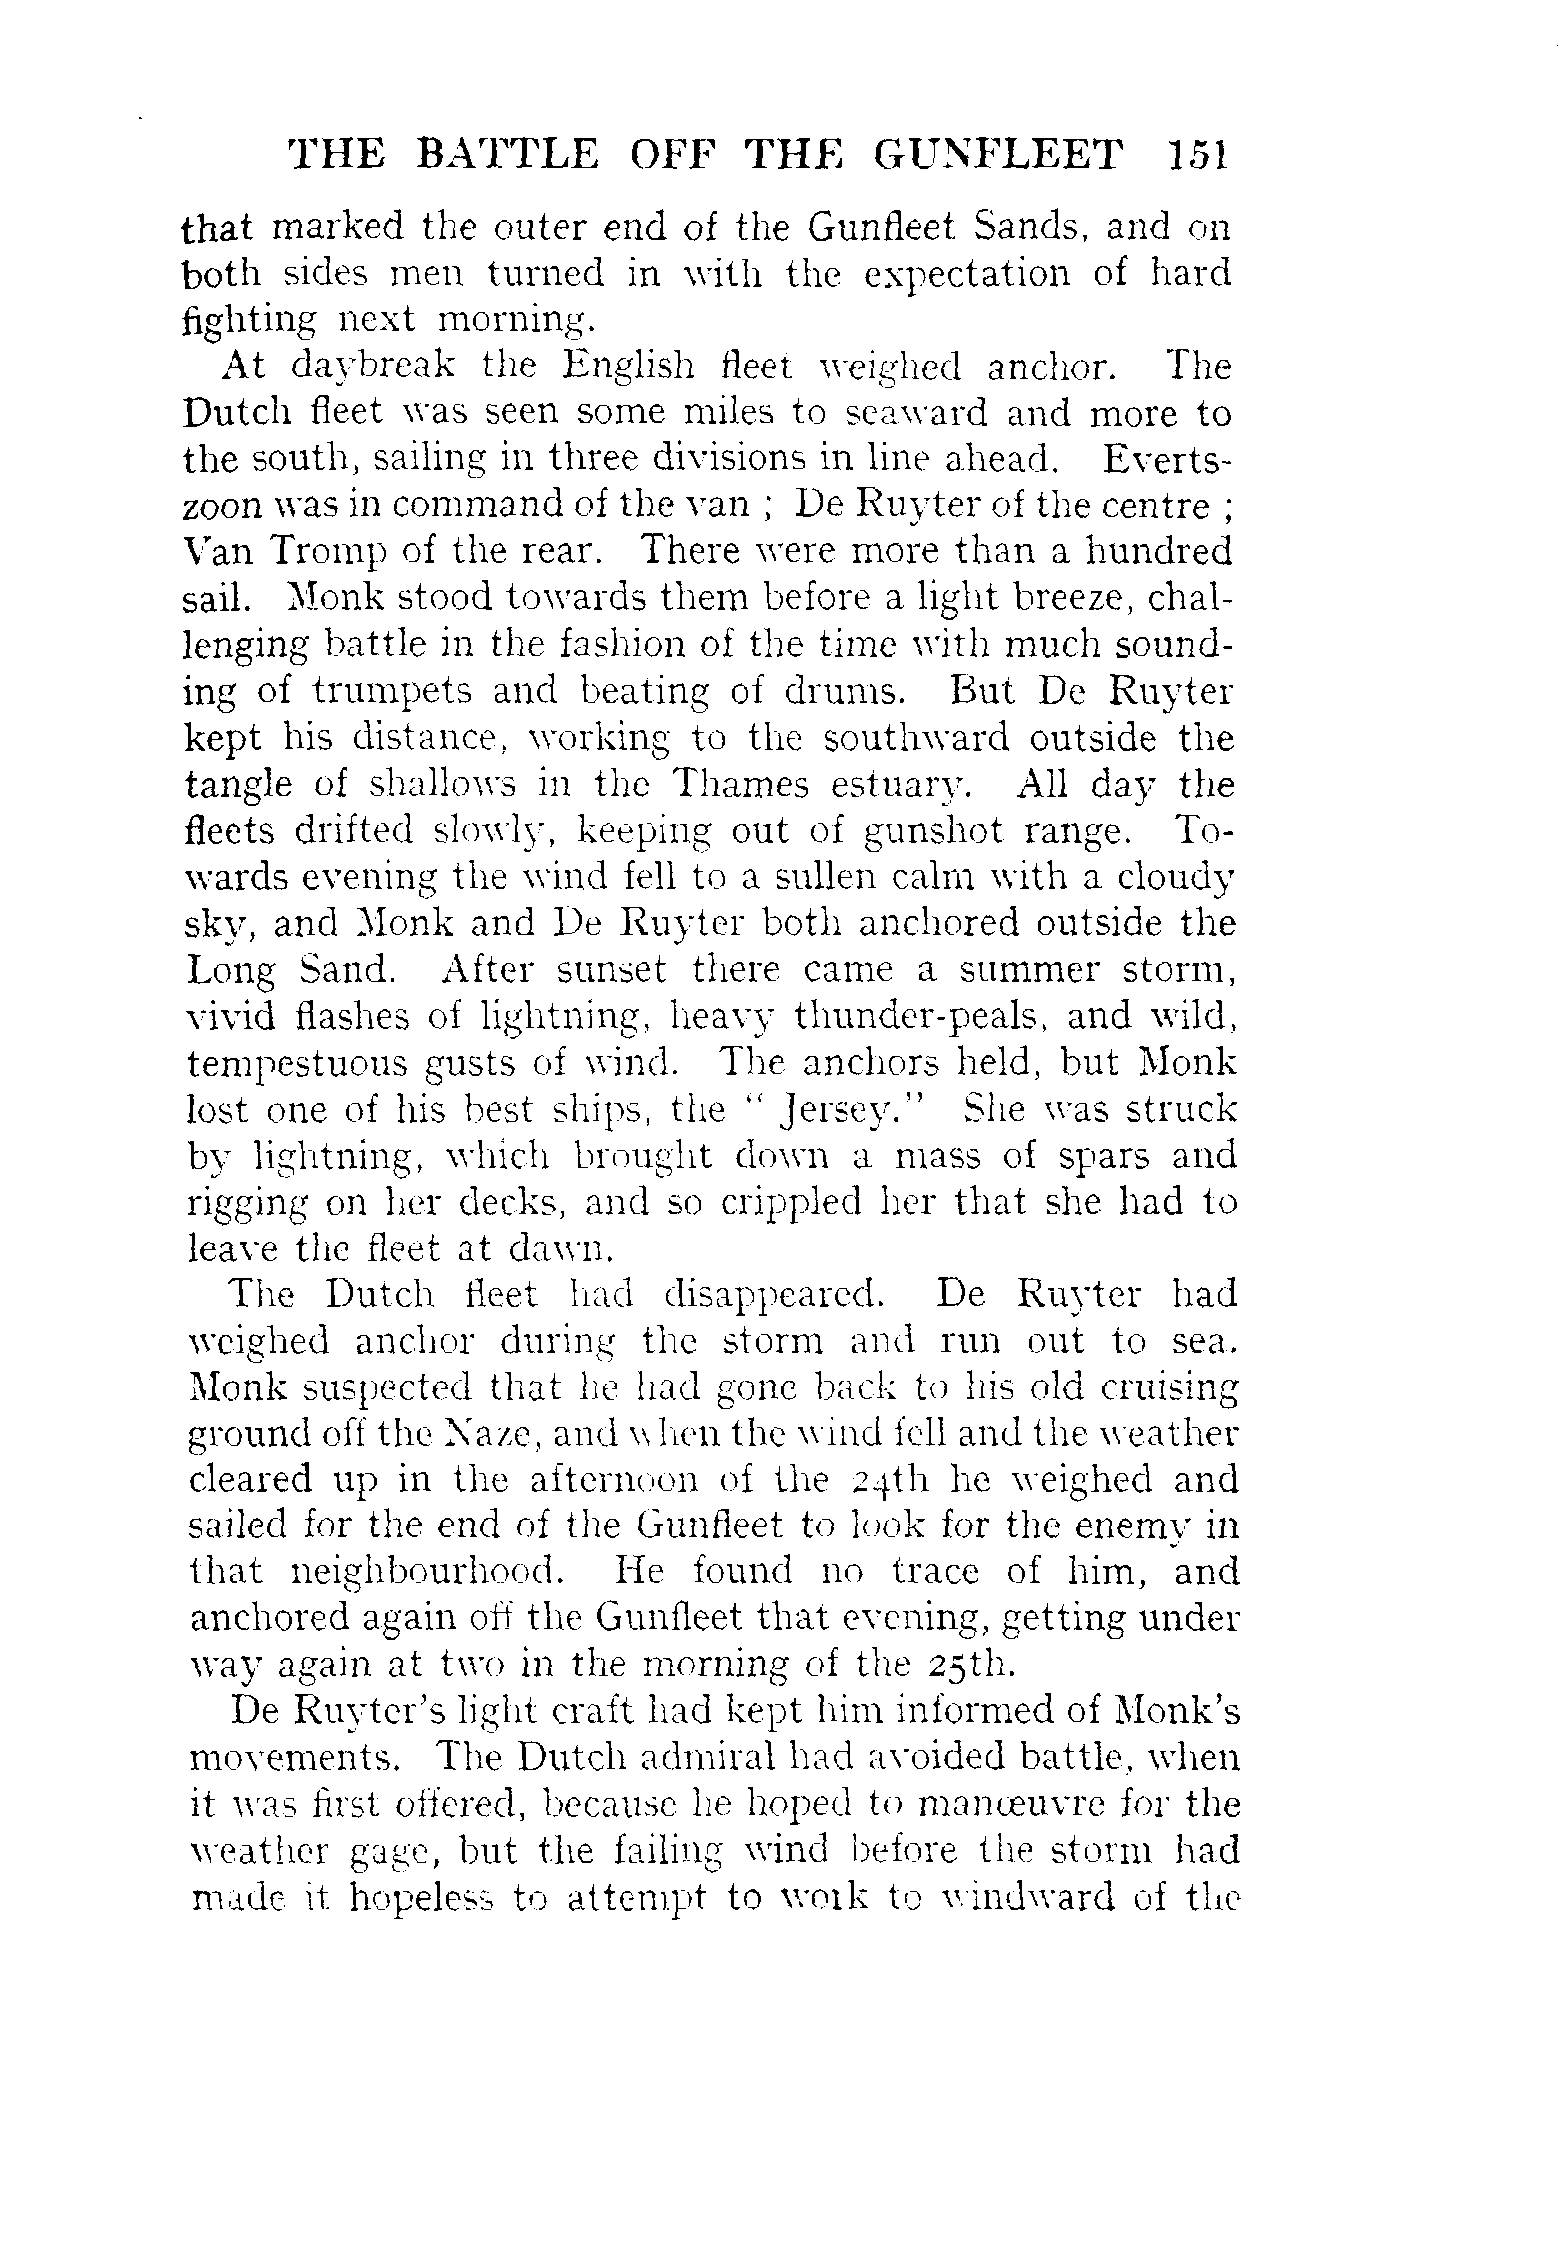 THE BATTLE OFF THE GUNFLEET 151
that marked the outer end of the Gunfleet Sands, and on
both sides men turned in with the expectation of hard
fighting next morning.
At daybreak the English fleet weighed anchor. The
Dutch fleet was seen some miles to seaward and more to
the south, sailing in three divisions in line ahead. Everts-
zoon was in command of the van ; De Ruyter of the centre ;
Van Tromp of the rear. There were more than a hundred
sail. Monk stood towards them before a light breeze, chal-
lenging battle in the fashion of the time with much sound-
ing of trumpets and beating of drums. But De Ruyter
kept his distance, working to the southward outside the
tangle of shallows in the Thames estuary. All day the
fleets drifted slowly, keeping out of gunshot range. To-
wards evening the wind fell to a sullen calm with a cloudy
sky, and Monk and De Ruyter both anchored outside the
Long Sand. After sunset there came a summer storm,
vivid flashes of lightning, heavy thunder-peals, and wild,
tempestuous gusts of wind. The anchors held, but Monk
lost one of his best ships, the " Jersey." She was struck
by lightning, which brought down a mass of spars and
rigging on her decks, and so crippled her that she had to
leave the fleet at dawn.
The Dutch fleet had disappeared. De Ruyter had
weighed anchor during the storm and run out to sea.
Monk suspected that he had gone back to his old cruising
ground off the Naze, and when the wind fell and the weather
cleared up in the afternoon of the 24th he weighed and
sailed for the end of the Gunfleet to look for the enemy in
that neighbourhood. He found no trace of him, and
anchored again off the Gunfleet that evening, getting under
way again at two in the morning of the 25th.
De Ruyter's light craft had kept him informed of Monk's
movements. The Dutch admiral had avoided battle, when
it was first offered, because he hoped to manœuvre for the
weather gage, but the failing wind before the storm had
made it hopeless to attempt to work to windward of the